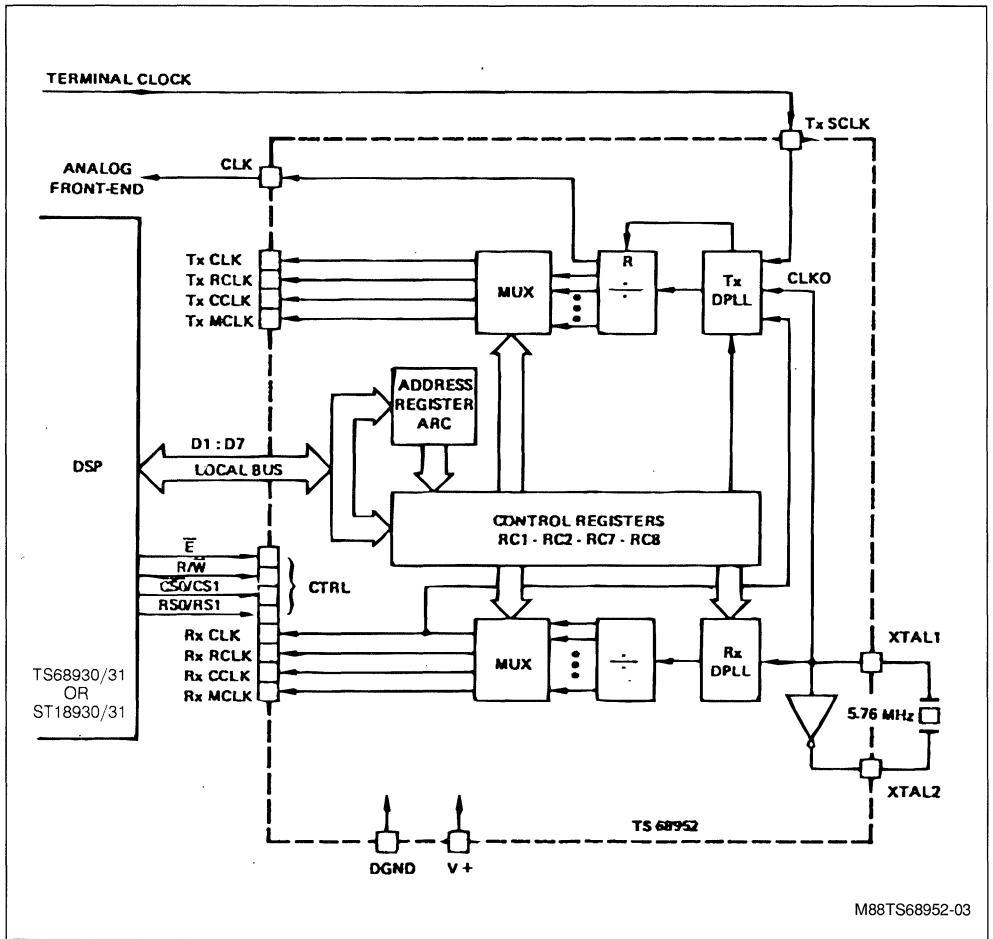 TERMINAL CLOCK
Tx SCLK
CLK
ANALOG
FRONT-END
Tx CLK
Tx RCLK
Tx CCLK
Tx MCLK
MUX
R
÷
Tx
DPLL
CLKO
ADDRESS
REGISTER
ARC
D1 : D7
LOCAL BUS
DSP
CONTROL REGISTERS
RC1 - RC2 - RC7 - RC8
E̅
R/W̅
C̅S̅0̅/CS1
RS0/RS1
CTRL
Rx CLK
Rx RCLK
Rx CCLK
Rx MCLK
MUX
÷
Rx
DPLL
XTAL1
5.76 MHz
XTAL2
TS68930/31
OR
ST18930/31
TS 68952
DGND
V +
M88TS68952-03